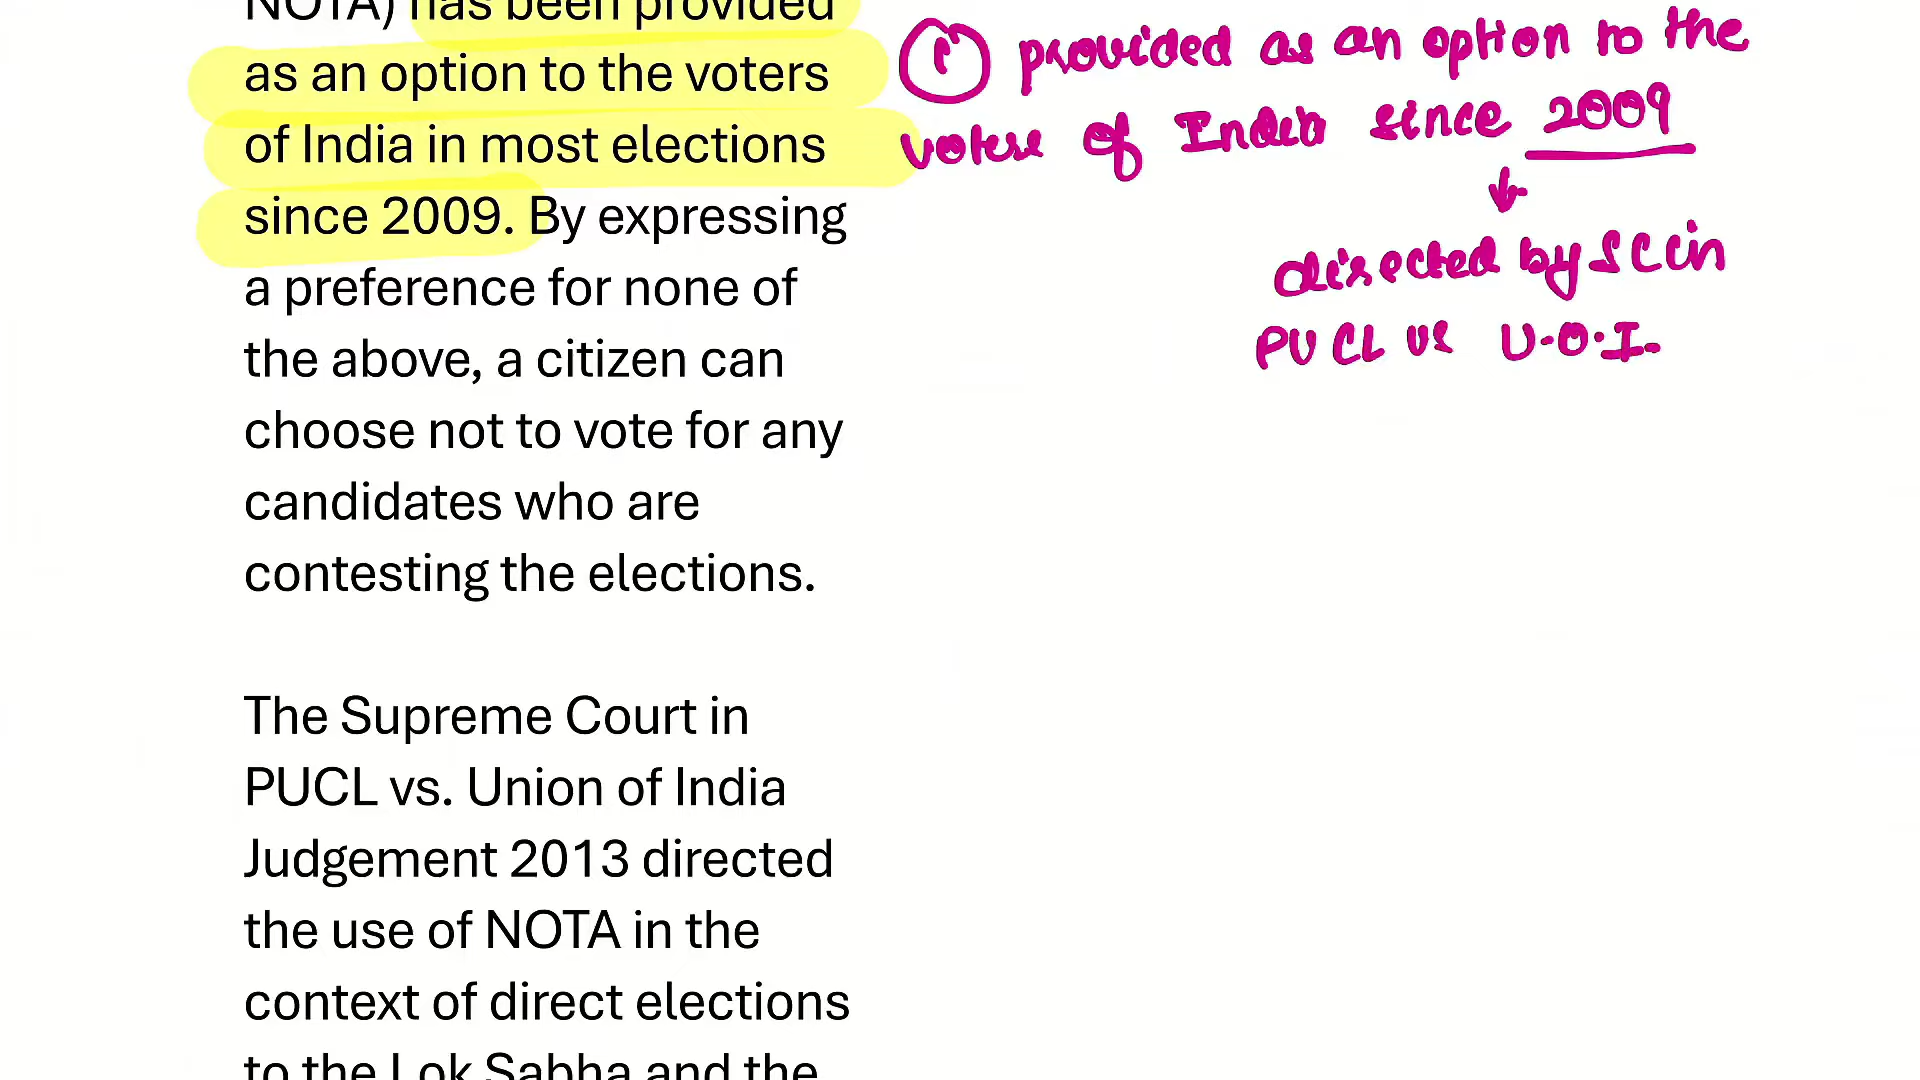 NOTA) has been provided
as an option to the voters
of India in most elections
since 2009. By expressing
a preference for none of
the above, a citizen can
choose not to vote for any
candidates who are
contesting the elections.
The Supreme Court in
PUCL vs. Union of India
Judgement 2013 directed
the use of NOTA in the
context of direct elections
to the Lok Sabha and the
① provided as an option to the
voters of India since 2009
↓
directed by SC in
PUCL vs U.O.I.